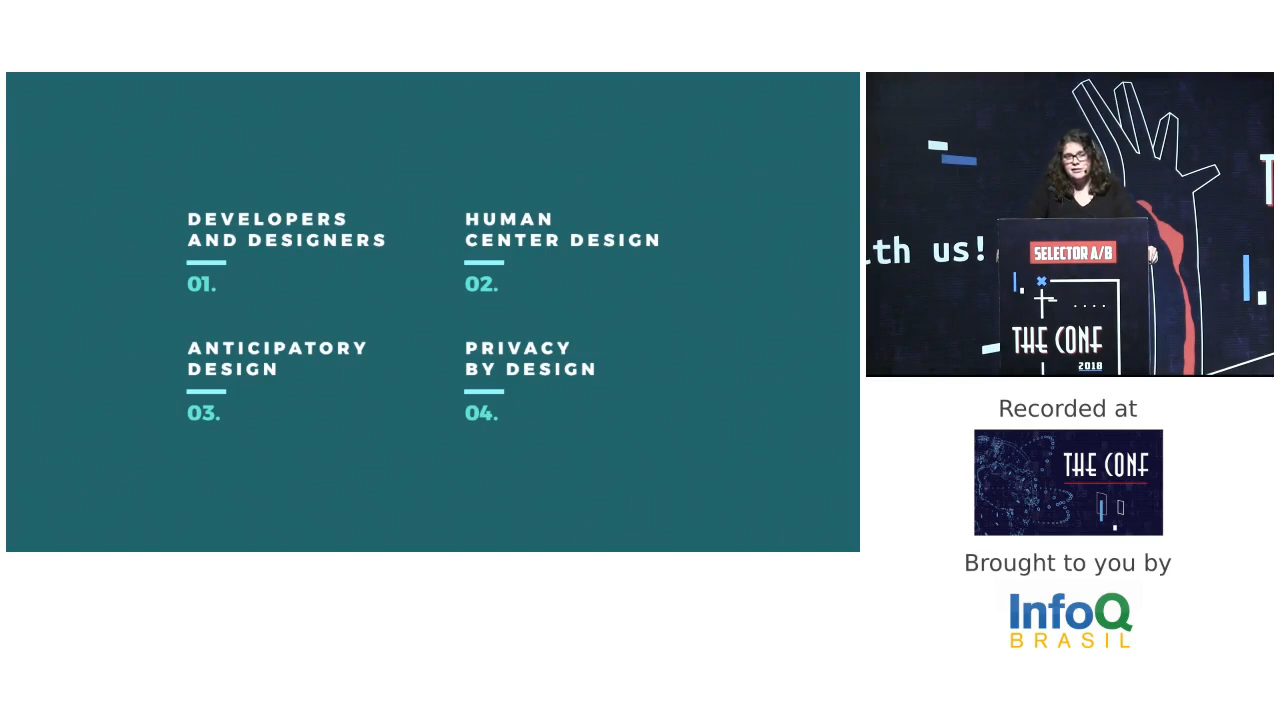 DEVELOPERS
AND DESIGNERS
01.
HUMAN
CENTER DESIGN
02.
ANTICIPATORY
DESIGN
03.
PRIVACY
BY DESIGN
04.
th us!
SELECTOR A/B
THE CONF
2018
Recorded at
THE CONF
Brought to you by
InfoQ
BRASIL